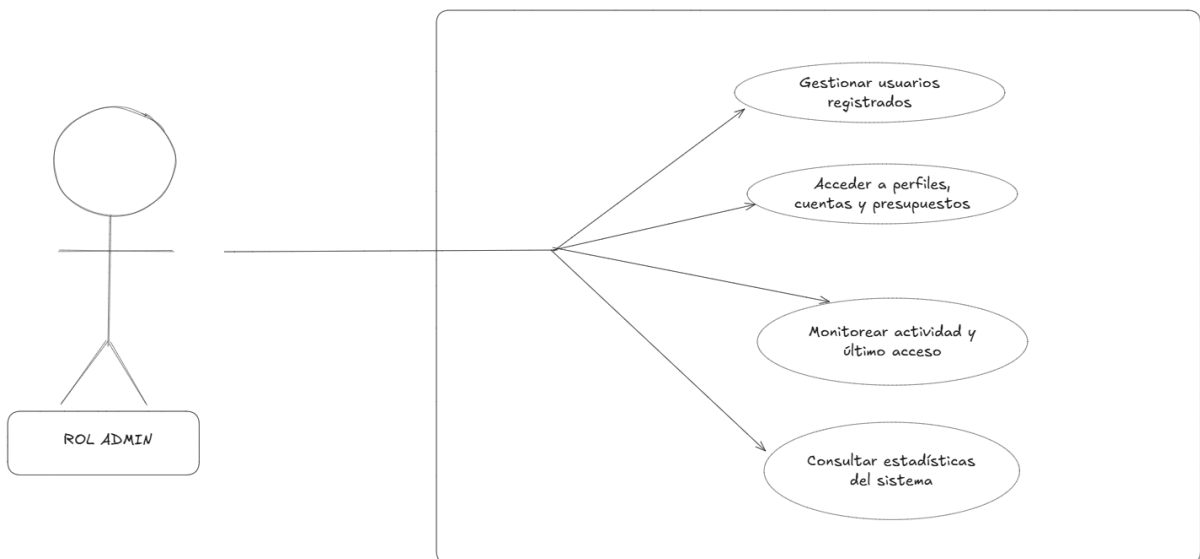 Gestionar usuarios
registrados
Acceder a perfiles,
cuentas y presupuestos
Monitorear actividad y
último acceso
ROL ADMIN
Consultar estadísticas
del sistema